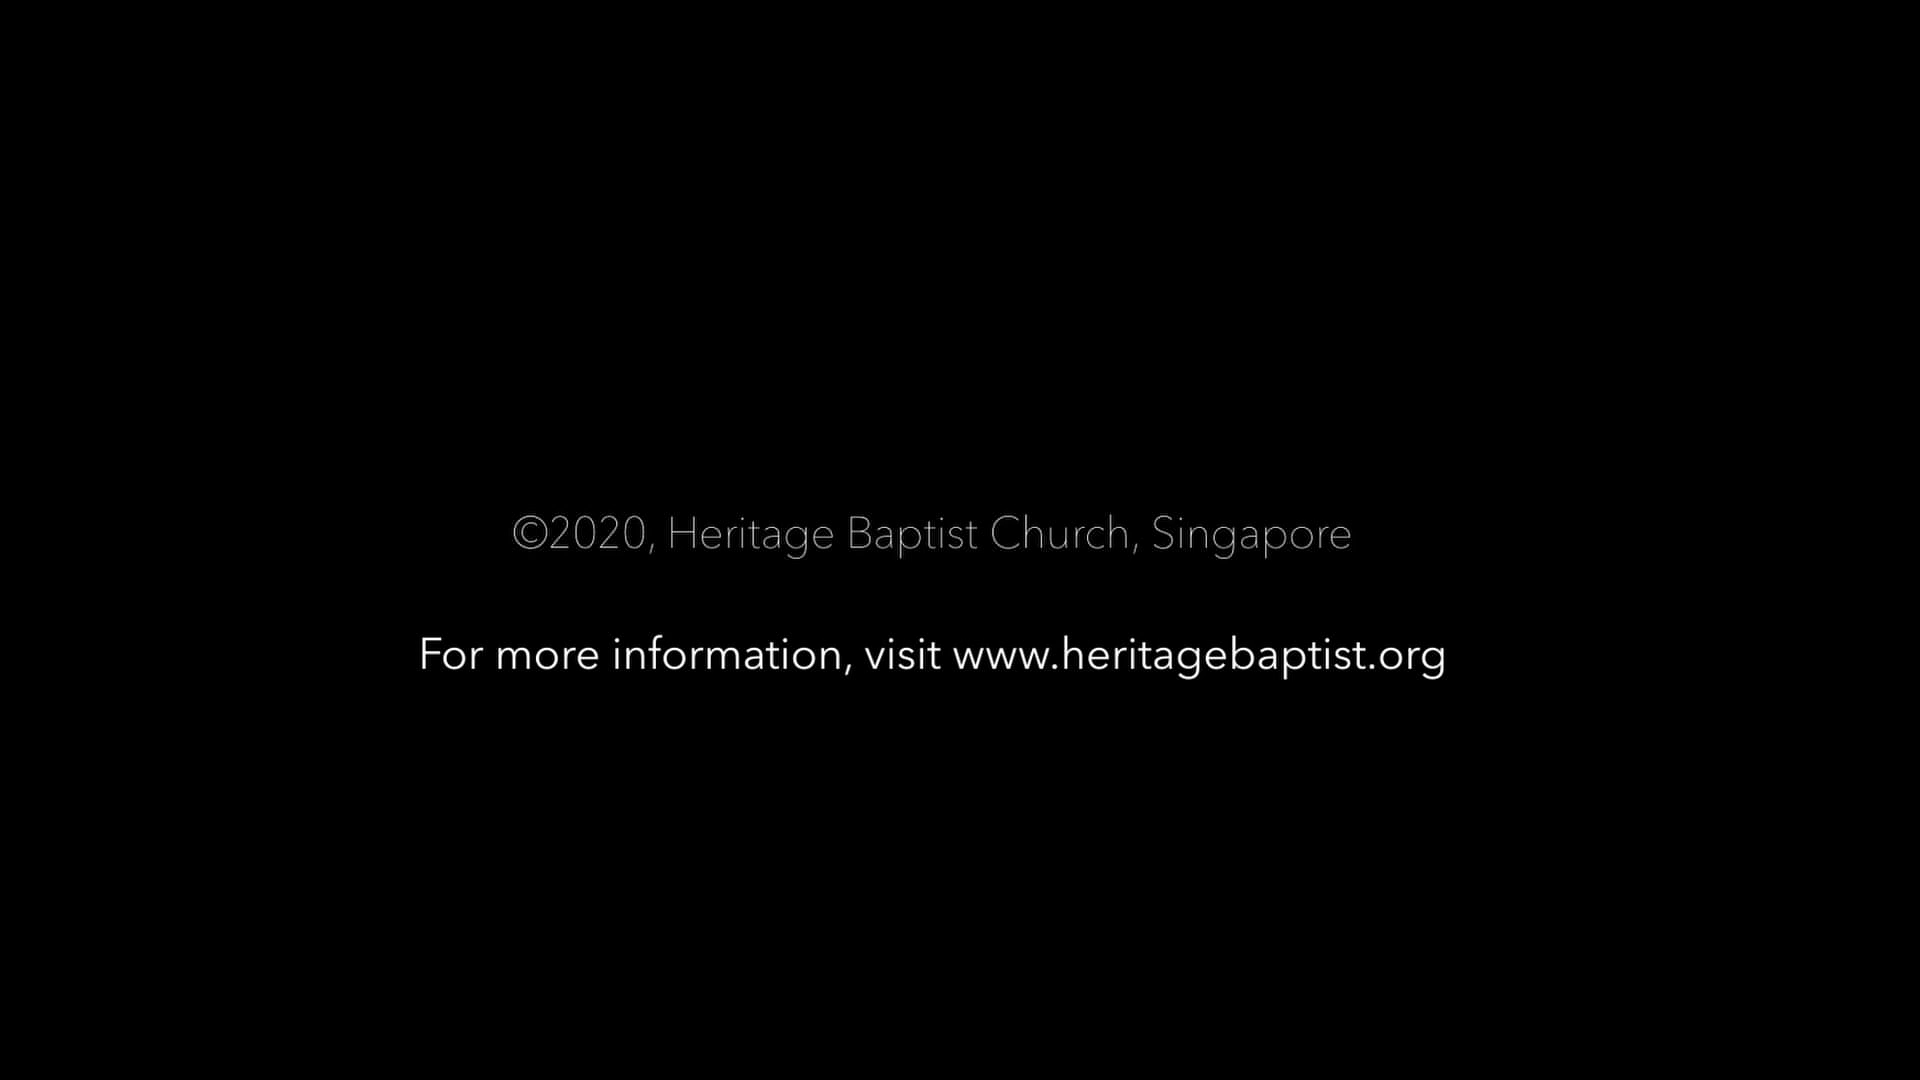 ©2020, Heritage Baptist Church, Singapore
For more information, visit www.heritagebaptist.org